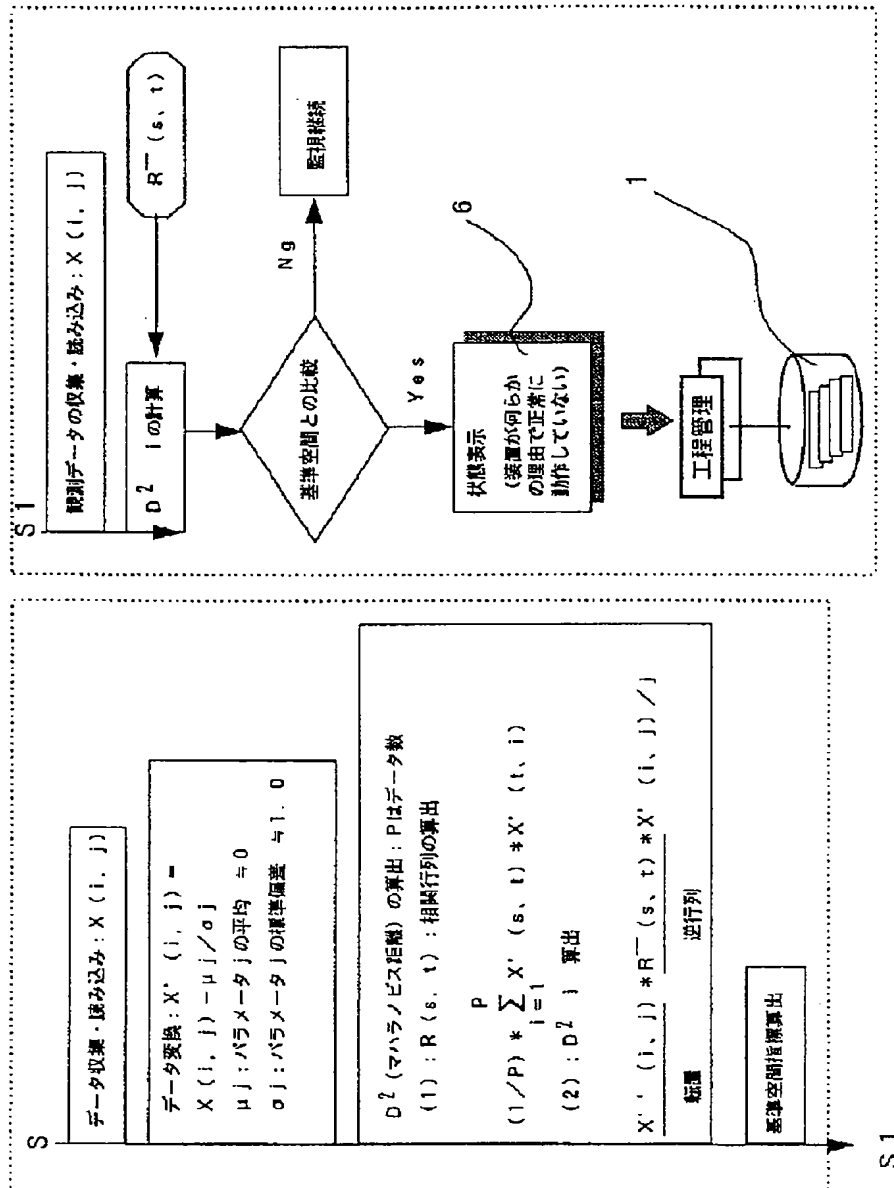 S
データ収集・読み込み:X (i, j)
データ変換:X' (i, j) =
X (i, j) −μj/σj
μj:パラメータjの平均 ≒0
σj:パラメータjの標準偏差 ≒1. 0
D² (マハラノビス距離) の算出:Pはデータ数
(1):R (s, t) :相関行列の算出
P
(1/P) * ∑ X' (s, t) *X' (t, i)
i=1
(2):D² i 算出
X' ' (i, j) *R⁻ (s, t) *X' (i, j) /j
転置
逆行列
基準空間指標算出
S1
S1
観測データの収集・読み込み:X (i, j)
D² iの計算
R⁻ (s, t)
基準空間との比較
Ng
監視継続
Yes
状態表示
(装置が何らか
の理由で正常に
動作していない)
6
工程管理
1